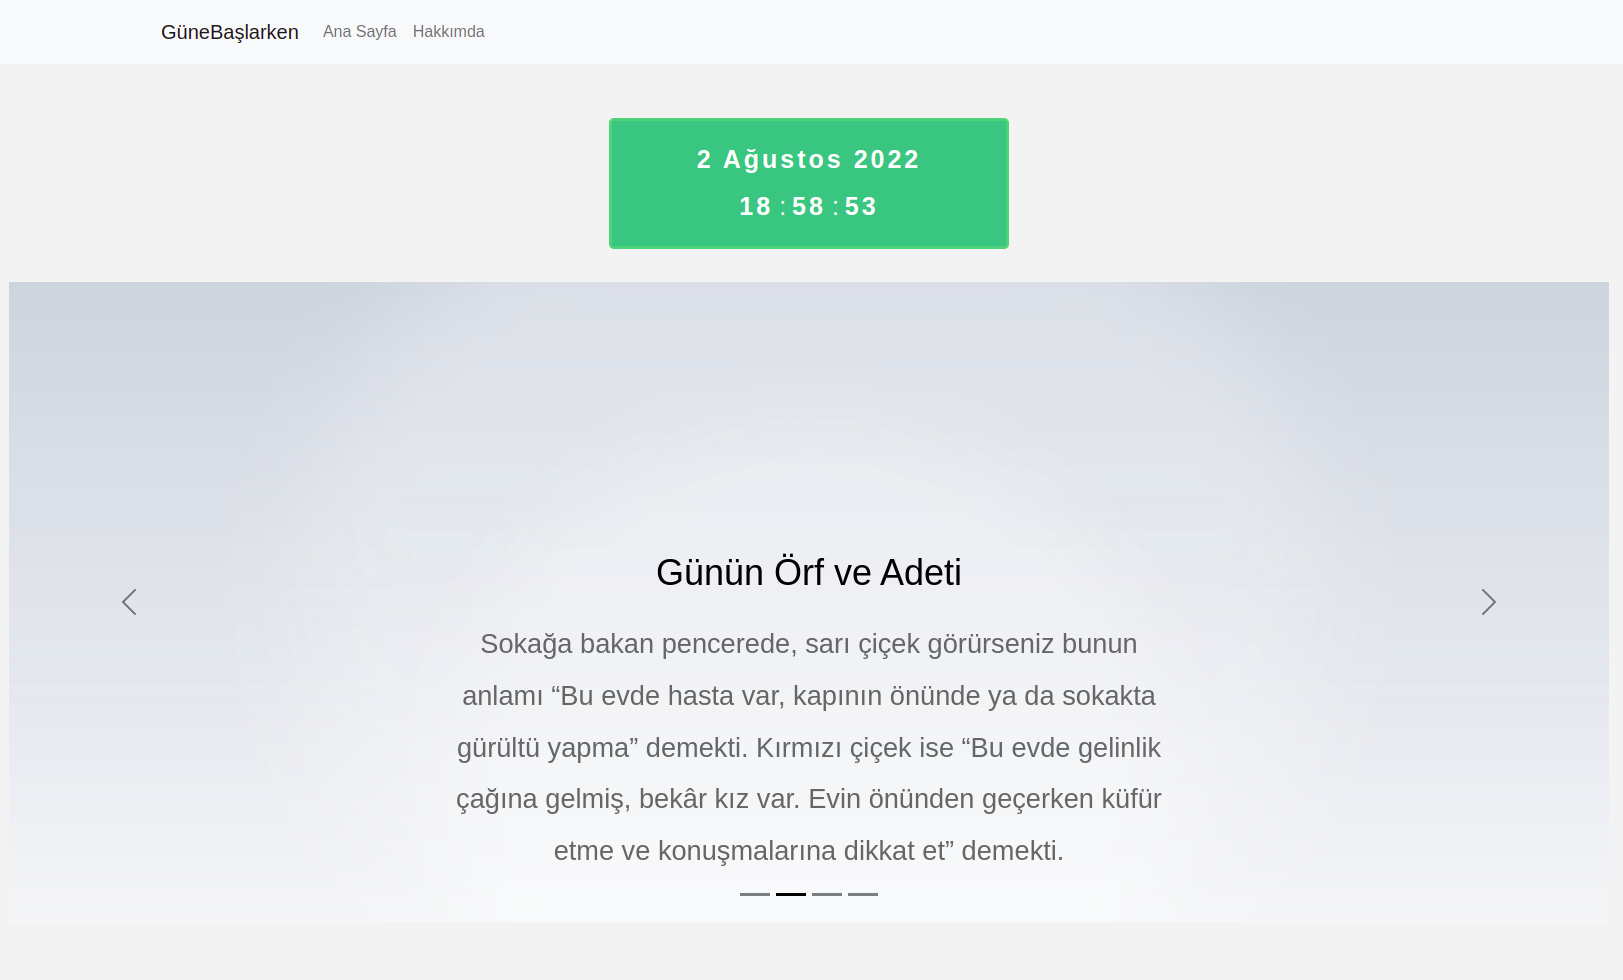 GüneBaşlarken Ana Sayfa Hakkımda
2 Ağustos 2022
18 : 58 : 53
Günün Örf ve Adeti
Sokağa bakan pencerede, sarı çiçek görürseniz bunun
anlamı “Bu evde hasta var, kapının önünde ya da sokakta
gürültü yapma” demekti. Kırmızı çiçek ise “Bu evde gelinlik
çağına gelmiş, bekâr kız var. Evin önünden geçerken küfür
etme ve konuşmalarına dikkat et” demekti.